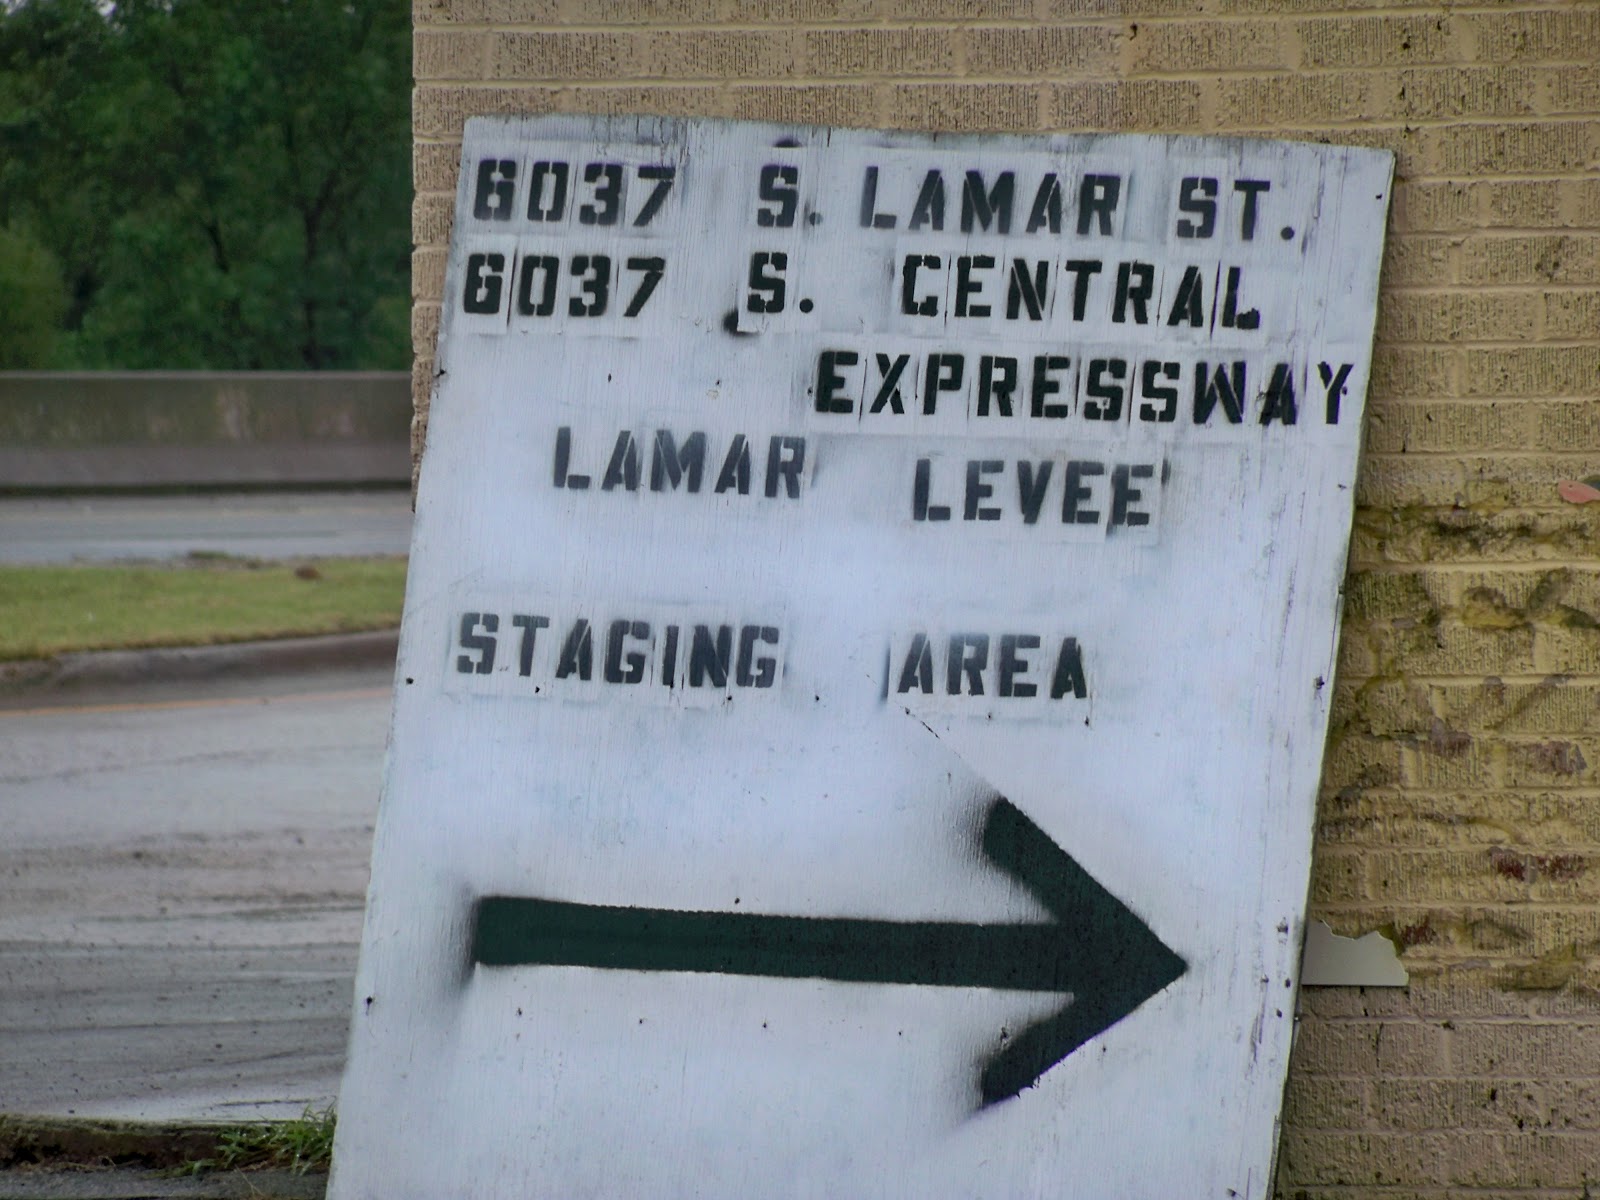 6037 S. LAMAR ST.
6037 S. CENTRAL
EXPRESSWAY
LAMAR LEVEE
STAGING AREA